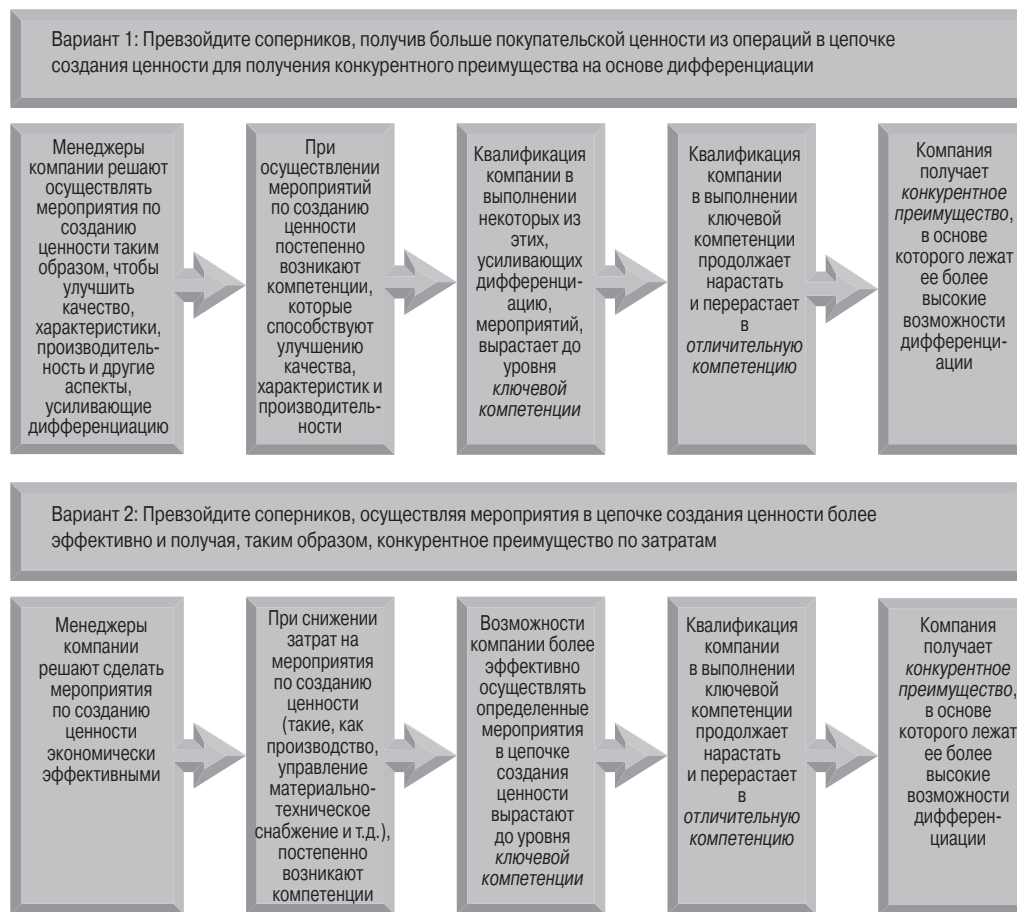 Вариант 1: Превзойдите соперников, получив больше покупательской ценности из операций в цепочке
создания ценности для получения конкурентного преимущества на основе дифференциации
Менеджеры
компании решают
осуществлять
мероприятия по
созданию
ценности таким
образом, чтобы
улучшить
качество,
характеристики,
производитель-
ность и другие
аспекты,
усиливающие
дифференциацию
При
осуществлении
мероприятий
по созданию
ценности
постепенно
возникают
компетенции,
которые
способствуют
улучшению
качества,
характеристик и
производитель-
ности
Квалификация
компании в
выполнении
некоторых из
этих,
усиливающих
дифференци-
ацию,
мероприятий,
вырастает до
уровня
ключевой
компетенции
Квалификация
компании
в выполнении
ключевой
компетенции
продолжает
нарастать
и перерастает
в
отличительную
компетенцию
Компания
получает
конкурентное
преимущество,
в основе
которого лежат
ее более
высокие
возможности
дифференци-
ации
Вариант 2: Превзойдите соперников, осуществляя мероприятия в цепочке создания ценности более
эффективно и получая, таким образом, конкурентное преимущество по затратам
Менеджеры
компании
решают сделать
мероприятия
по созданию
ценности
экономически
эффективными
При снижении
затрат на
мероприятия
по созданию
ценности
(такие, как
производство,
управление
материально-
техническое
снабжение и т.д.),
постепенно
возникают
компетенции
Возможности
компании более
эффективно
осуществлять
определенные
мероприятия
в цепочке
создания
ценности
вырастают
до уровня
ключевой
компетенции
Квалификация
компании
в выполнении
ключевой
компетенции
продолжает
нарастать
и перерастает
в
отличительную
компетенцию
Компания
получает
конкурентное
преимущество,
в основе
которого лежат
ее более
высокие
возможности
дифферен-
циации